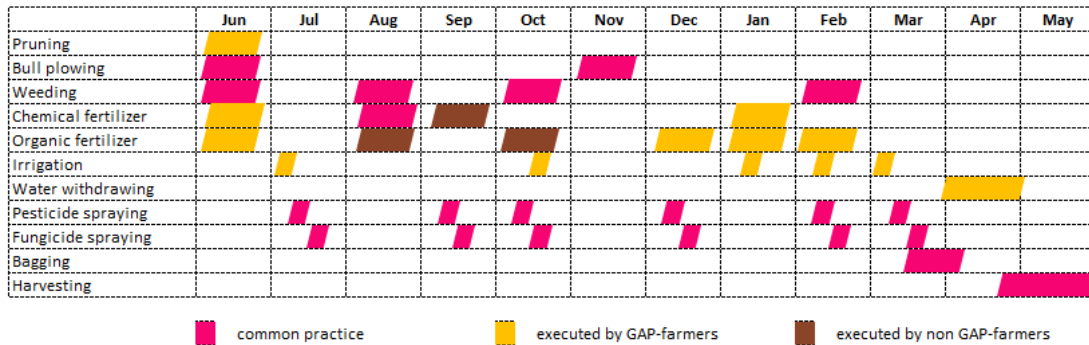 Jun Jul Aug Sep Oct Nov Dec Jan Feb Mar Apr May
Pruning
Bull plowing
Weeding
Chemical fertilizer
Organic fertilizer
Irrigation
Water withdrawing
Pesticide spraying
Fungicide spraying
Bagging
Harvesting
common practice executed by GAP-farmers executed by non GAP-farmers